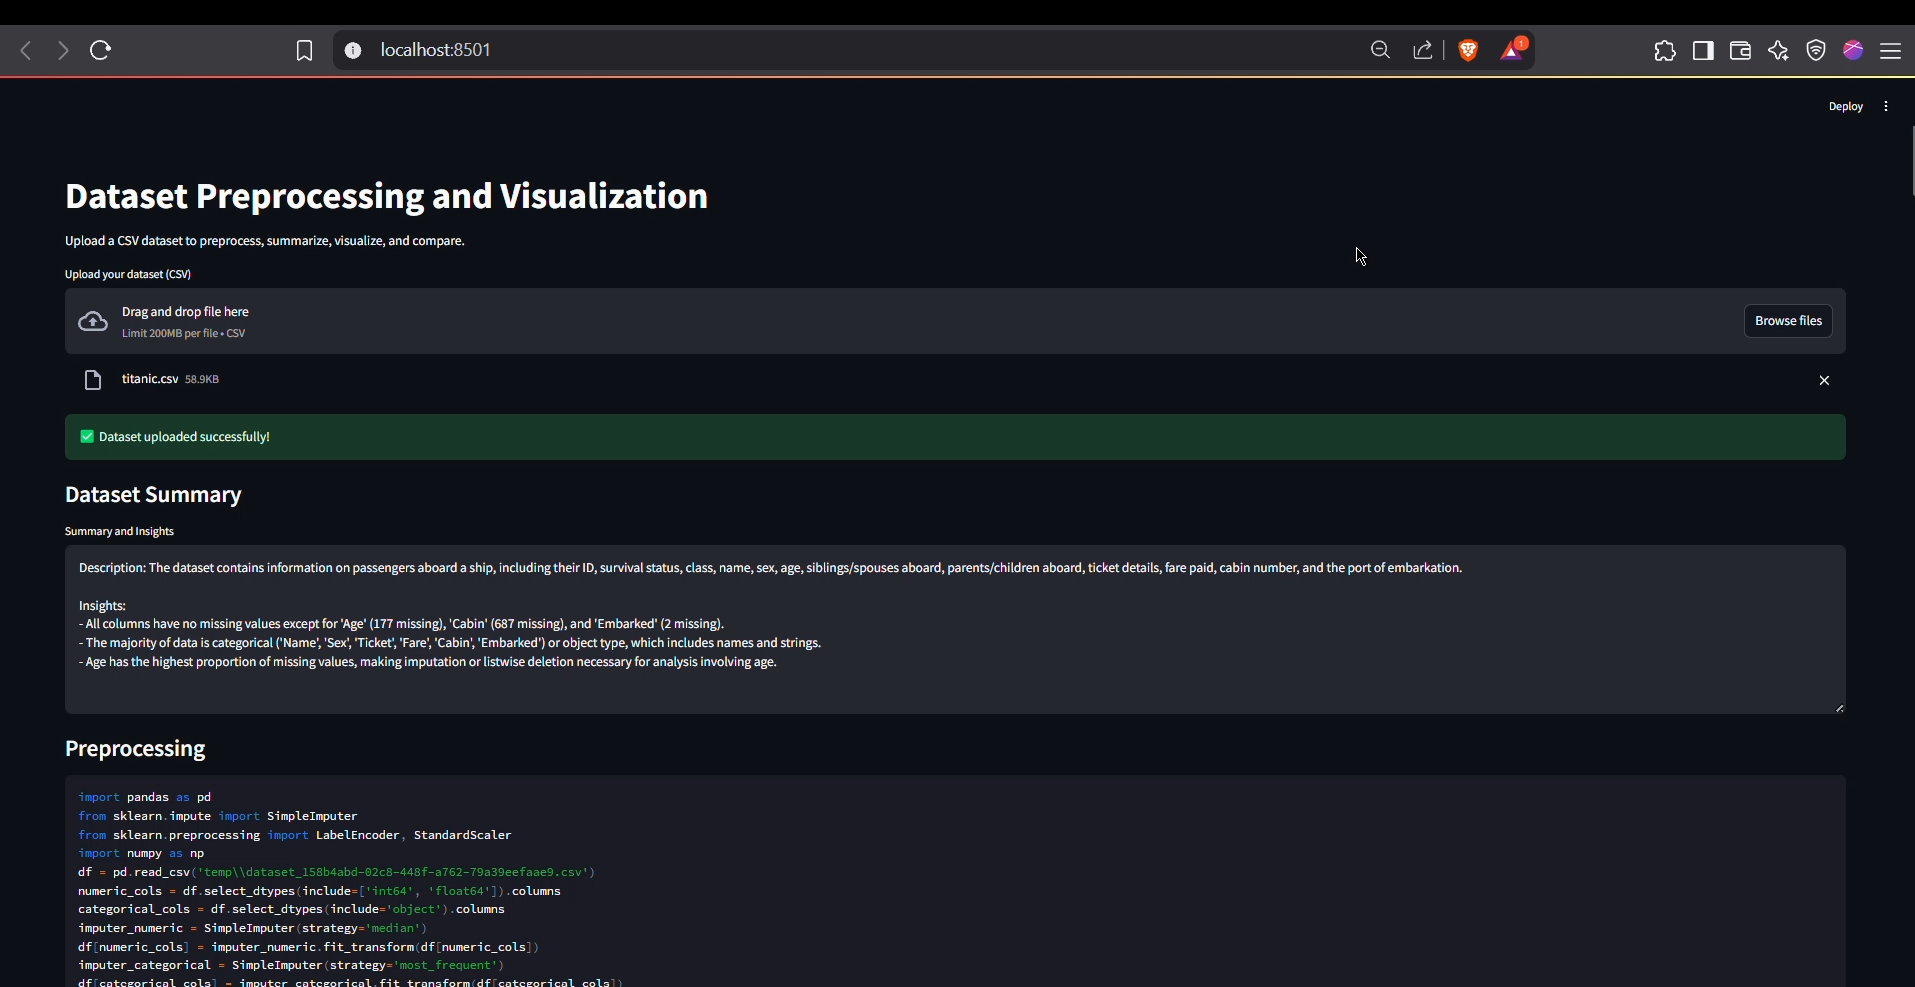 localhost:8501
1
Deploy
Dataset Preprocessing and Visualization
Upload a CSV dataset to preprocess, summarize, visualize, and compare.
Upload your dataset (CSV)
Drag and drop file here
Limit 200MB per file • CSV
Browse files
titanic.csv 58.9KB
Dataset uploaded successfully!
Dataset Summary
Summary and Insights
Description: The dataset contains information on passengers aboard a ship, including their ID, survival status, class, name, sex, age, siblings/spouses aboard, parents/children aboard, ticket details, fare paid, cabin number, and the port of embarkation.
Insights:
- All columns have no missing values except for 'Age' (177 missing), 'Cabin' (687 missing), and 'Embarked' (2 missing).
- The majority of data is categorical ('Name', 'Sex', 'Ticket', 'Fare', 'Cabin', 'Embarked') or object type, which includes names and strings.
- Age has the highest proportion of missing values, making imputation or listwise deletion necessary for analysis involving age.
Preprocessing
import pandas as pd
from sklearn.impute import SimpleImputer
from sklearn.preprocessing import LabelEncoder, StandardScaler
import numpy as np
df = pd.read_csv('temp\\dataset_158b4abd-02c8-448f-a762-79a39eefaae9.csv')
numeric_cols = df.select_dtypes(include=['int64', 'float64']).columns
categorical_cols = df.select_dtypes(include='object').columns
imputer_numeric = SimpleImputer(strategy='median')
df[numeric_cols] = imputer_numeric.fit_transform(df[numeric_cols])
imputer_categorical = SimpleImputer(strategy='most_frequent')
df[categorical_cols] = imputer_categorical.fit_transform(df[categorical_cols])